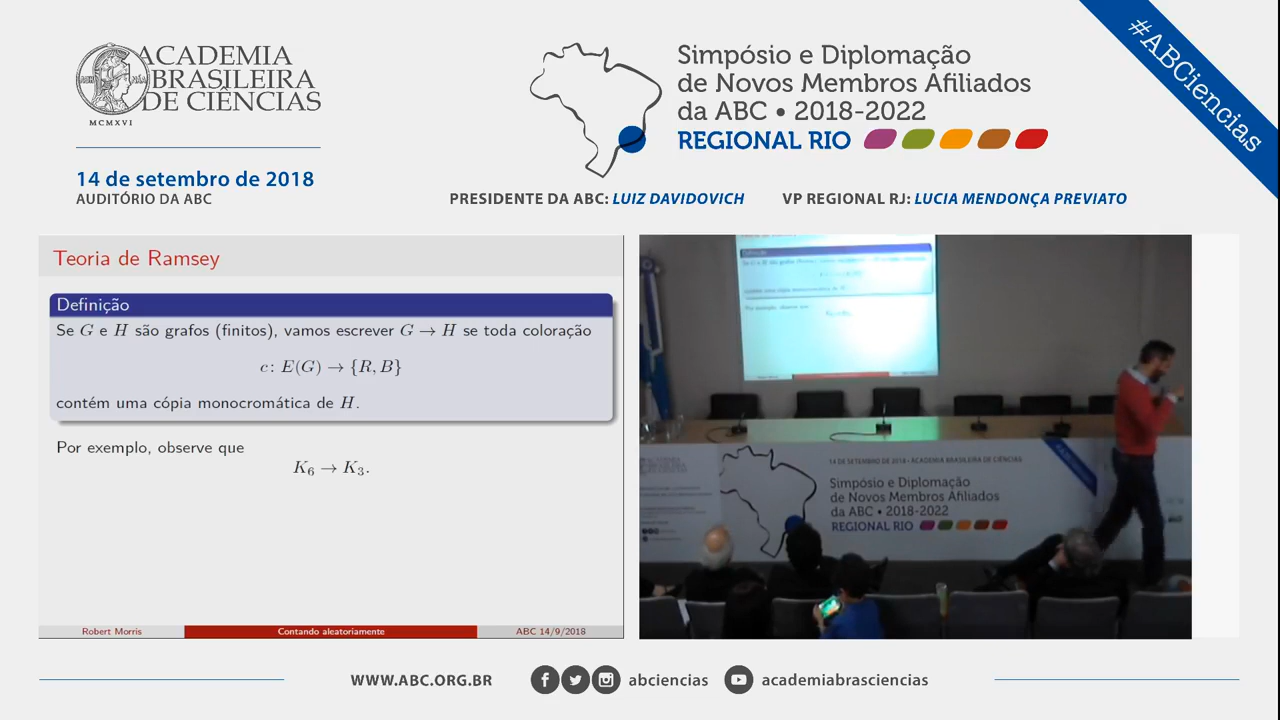 ACADEMIA
BRASILEIRA
DE CIÊNCIAS
MCMXVI
14 de setembro de 2018
AUDITÓRIO DA ABC
Simpósio e Diplomação
de Novos Membros Afiliados
da ABC • 2018-2022
REGIONAL RIO
#ABCiencias
PRESIDENTE DA ABC: LUIZ DAVIDOVICH
VP REGIONAL RJ: LUCIA MENDONÇA PREVIATO
Teoria de Ramsey
Definição
Se G e H são grafos (finitos), vamos escrever G → H se toda coloração
c: E(G) → {R, B}
contém uma cópia monocromática de H.
Por exemplo, observe que
K₆ → K₃.
Robert Morris
Contando aleatoriamente
ABC 14/9/2018
14 DE SETEMBRO DE 2018 • ACADEMIA BRASILEIRA DE CIÊNCIAS
Simpósio e Diplomação
de Novos Membros Afiliados
da ABC • 2018-2022
REGIONAL RIO
WWW.ABC.ORG.BR
abciencias
academiabrasciencias